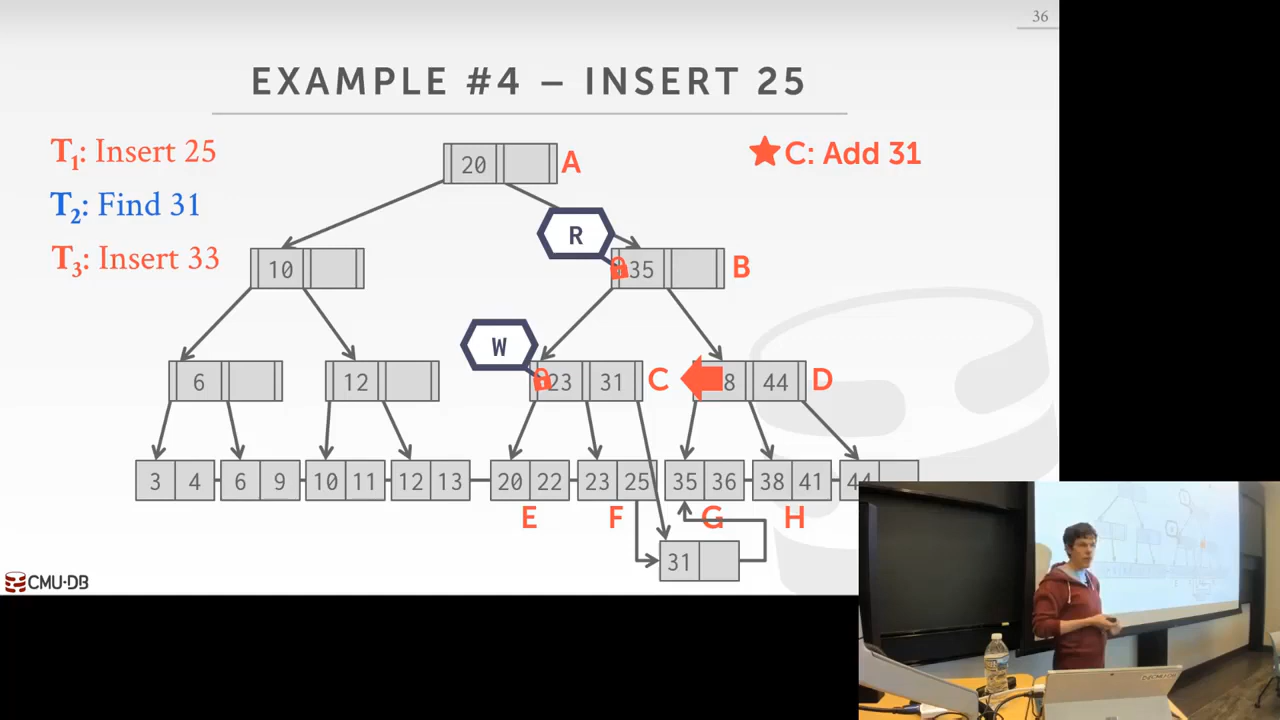 36
EXAMPLE #4 – INSERT 25
T1: Insert 25
T2: Find 31
T3: Insert 33
★ C: Add 31
20 A
R
10
35 B
W
6
12
23 31 C
8 44 D
3 4
6 9
10 11
12 13
20 22
23 25
35 36
38 41
44
E F G H
31
CMU·DB